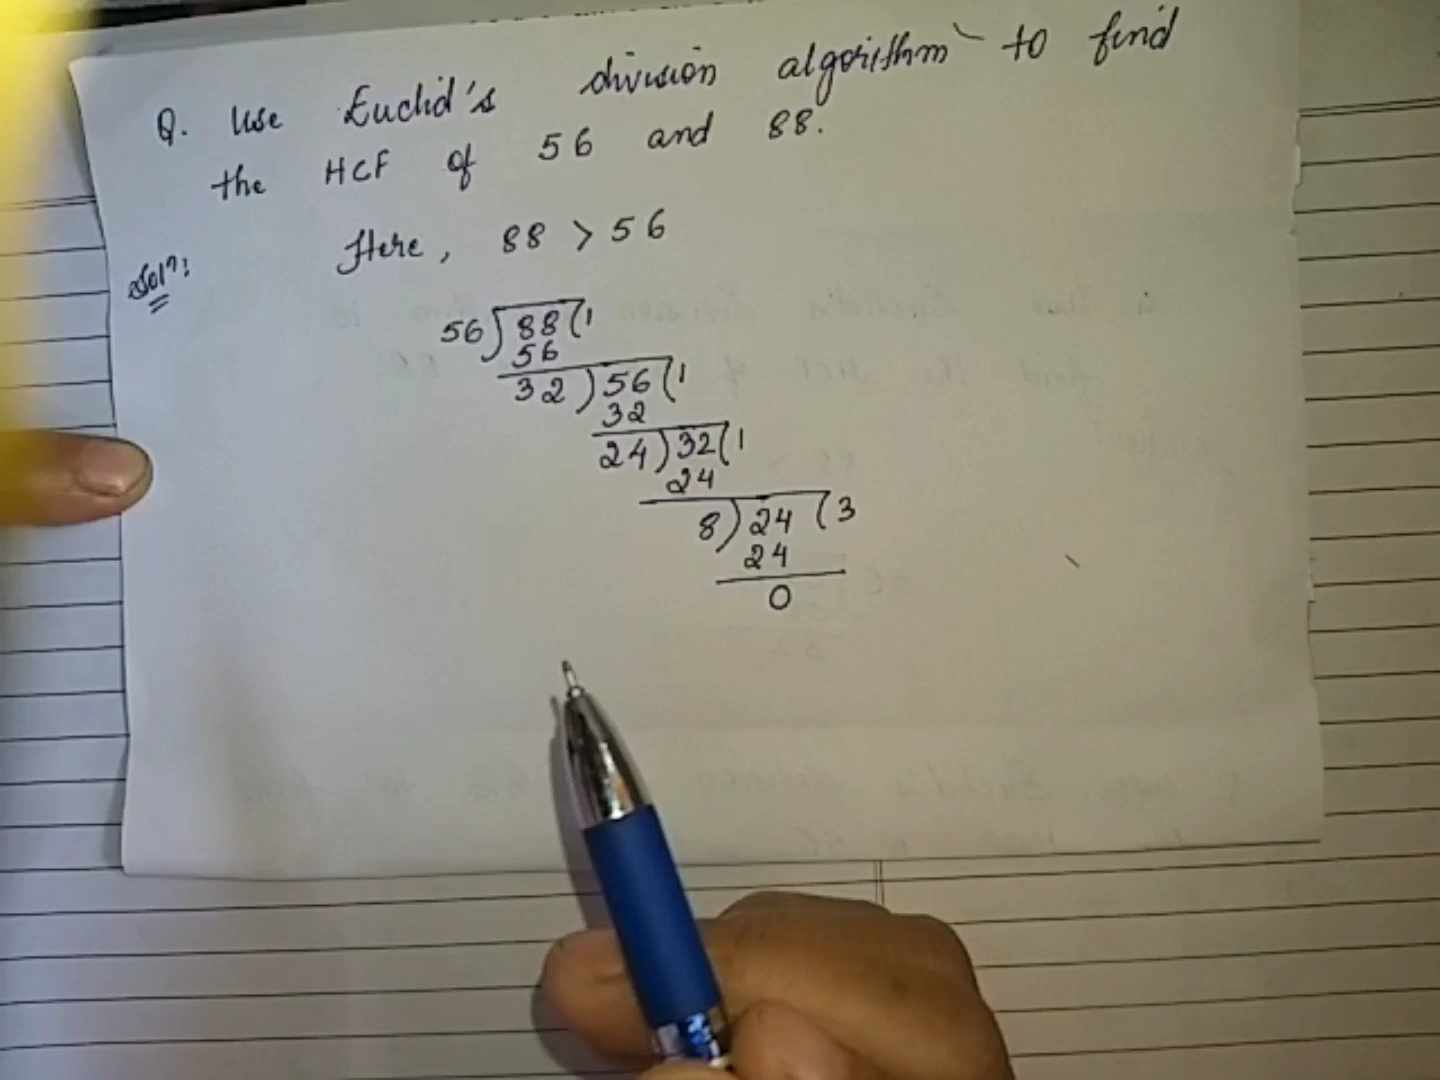 Q. Use Euclid's division algorithm to find
the HCF of 56 and 88.
Soln: Here, 88 > 56
56) 88 (1
56
32) 56 (1
32
24) 32 (1
24
8) 24 (3
24
0